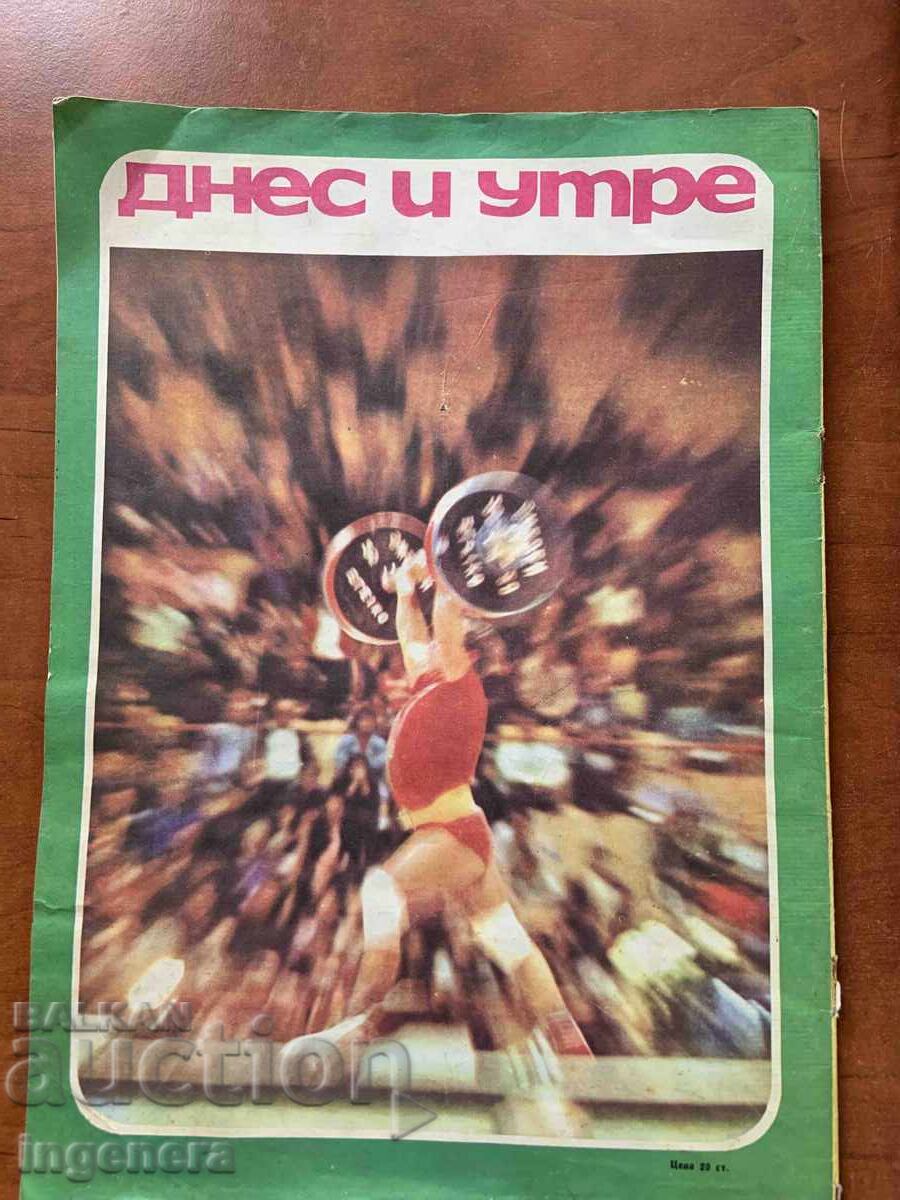 днес и утре
BALKAN
auction
ingenera
Цена 20 ст.